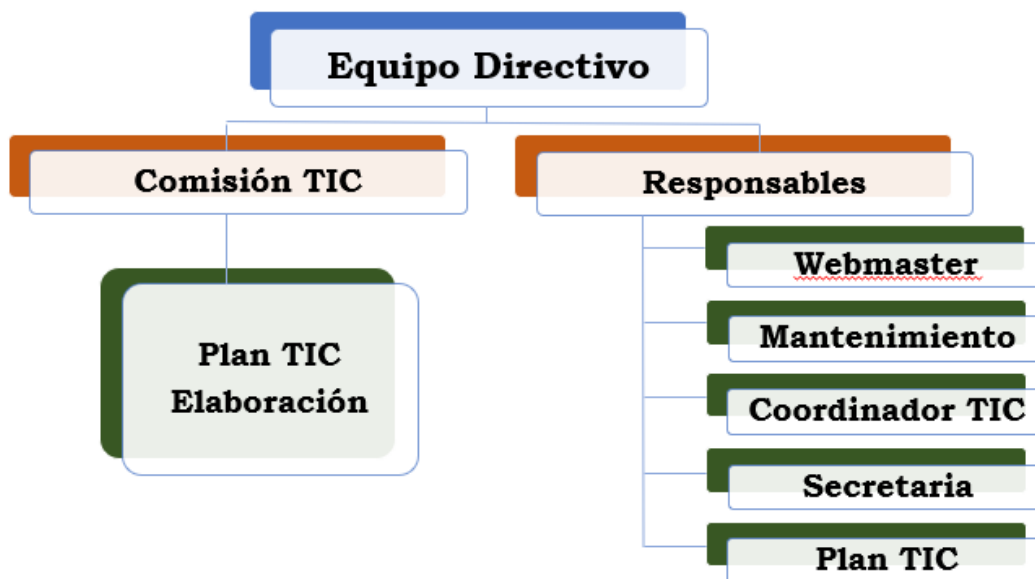 Equipo Directivo
Comisión TIC
Responsables
Plan TIC
Elaboración
Webmaster
Mantenimiento
Coordinador TIC
Secretaria
Plan TIC